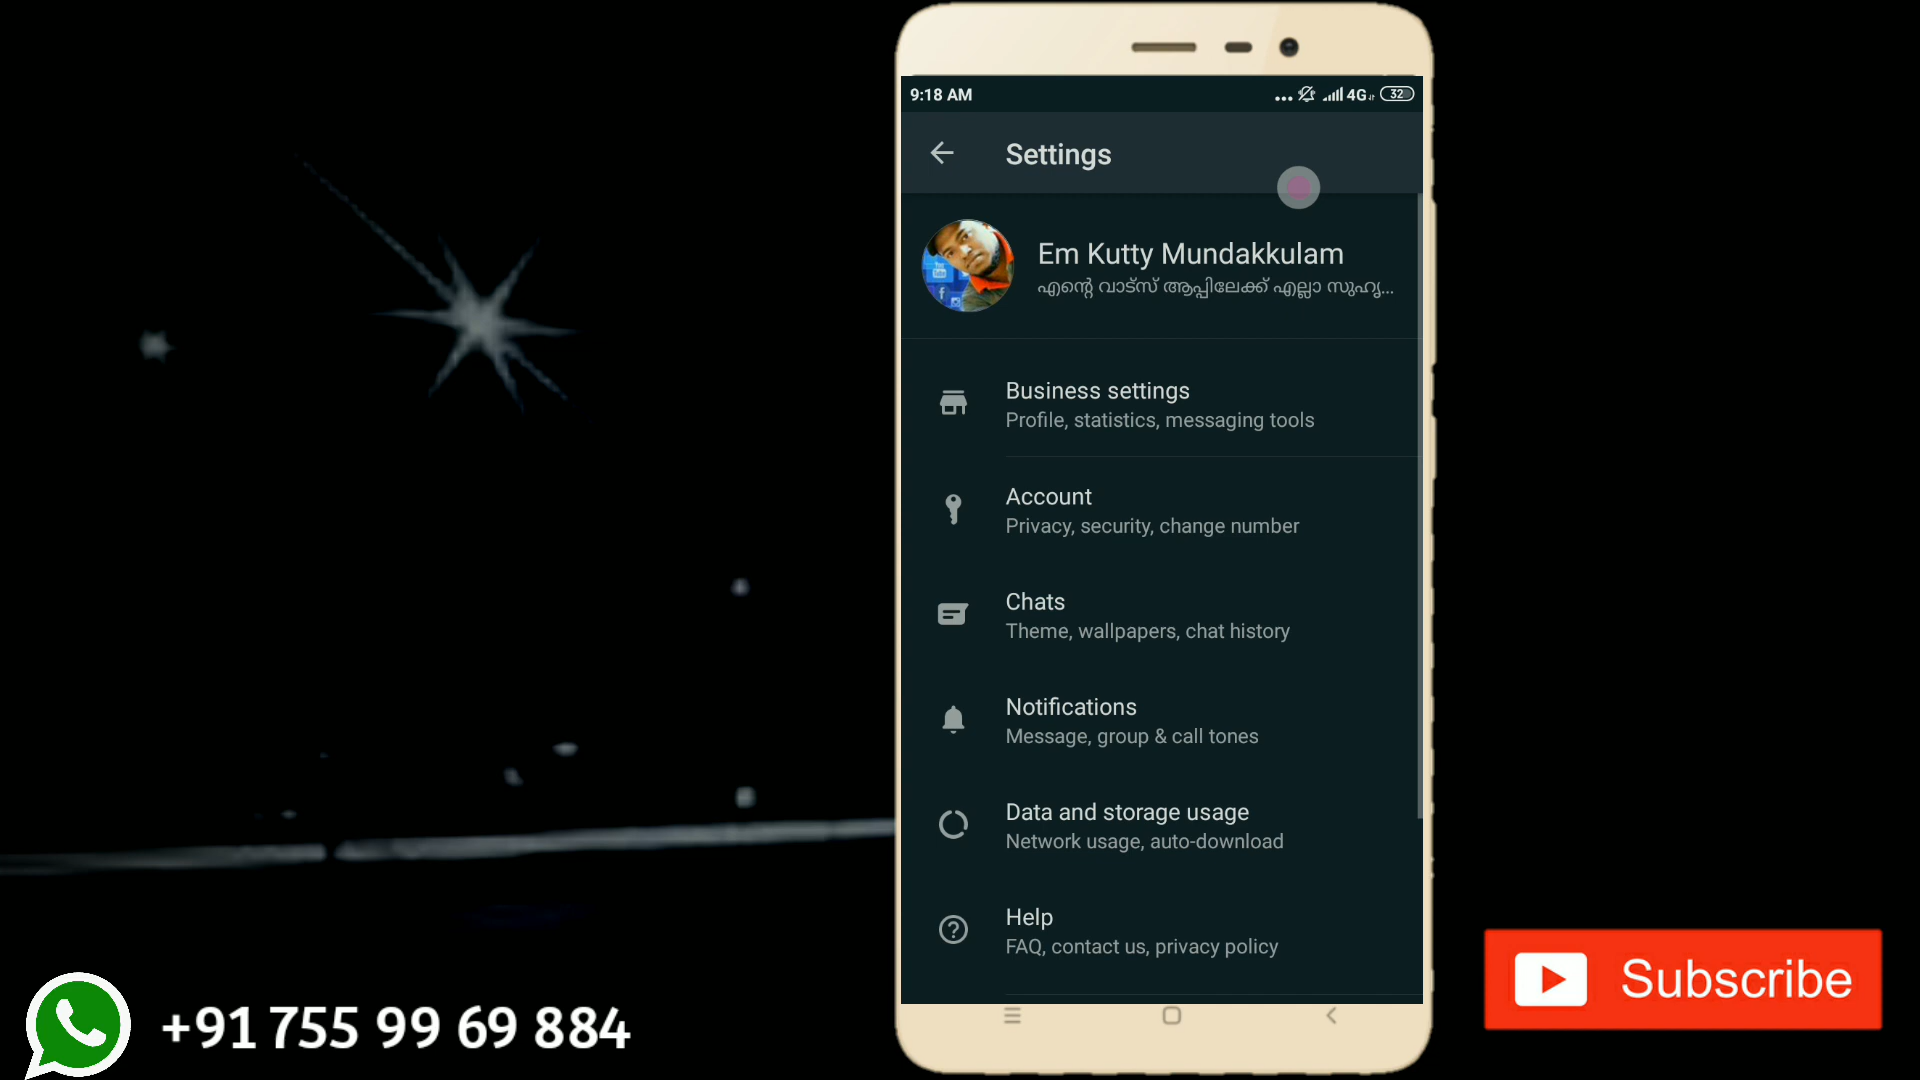 9:18 AM
4G
32
Settings
Em Kutty Mundakkulam
എന്റെ വാട്സ് ആപ്പിലേക്ക് എല്ലാ സുഹൃ...
Business settings
Profile, statistics, messaging tools
Account
Privacy, security, change number
Chats
Theme, wallpapers, chat history
Notifications
Message, group & call tones
Data and storage usage
Network usage, auto-download
Help
FAQ, contact us, privacy policy
+91 755 99 69 884
Subscribe